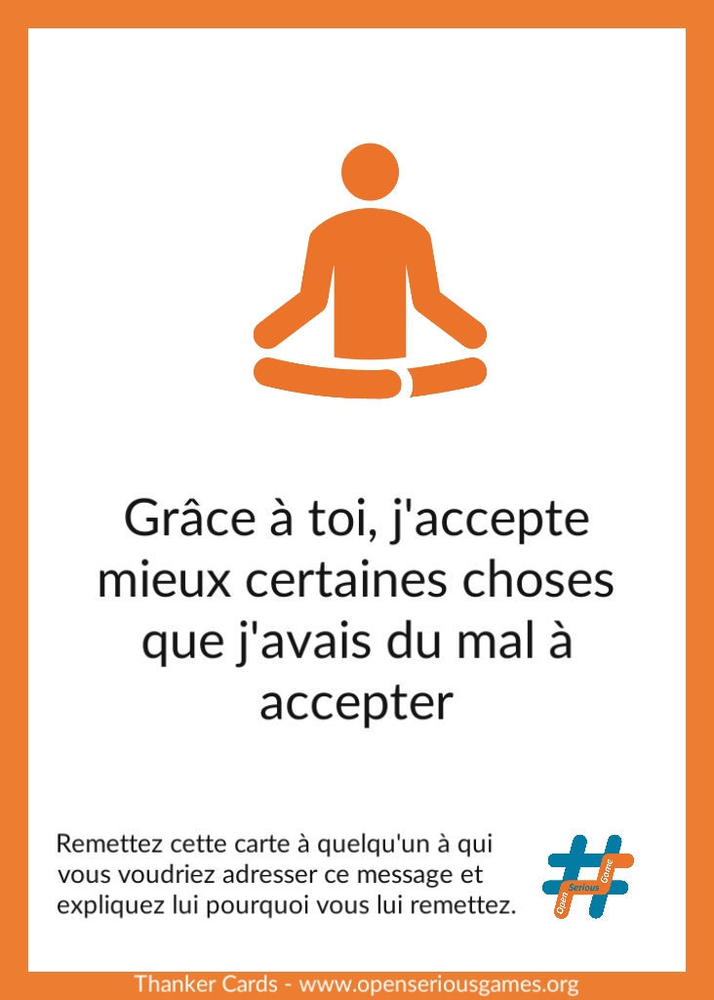 Grâce à toi, j'accepte
mieux certaines choses
que j'avais du mal à
accepter
Remettez cette carte à quelqu'un à qui
vous voudriez adresser ce message et
expliquez lui pourquoi vous lui remettez.
Open Serious Game
Thanker Cards - www.openseriousgames.org